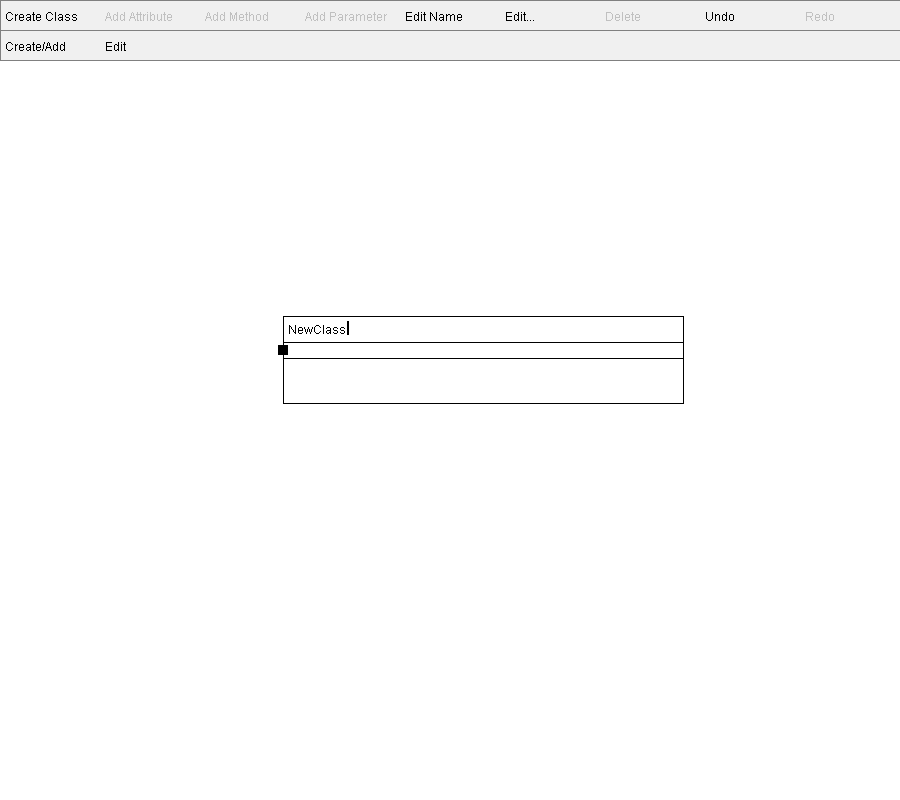 Create Class Add Attribute Add Method Add Parameter Edit Name Edit... Delete Undo Redo
Create/Add Edit
NewClass